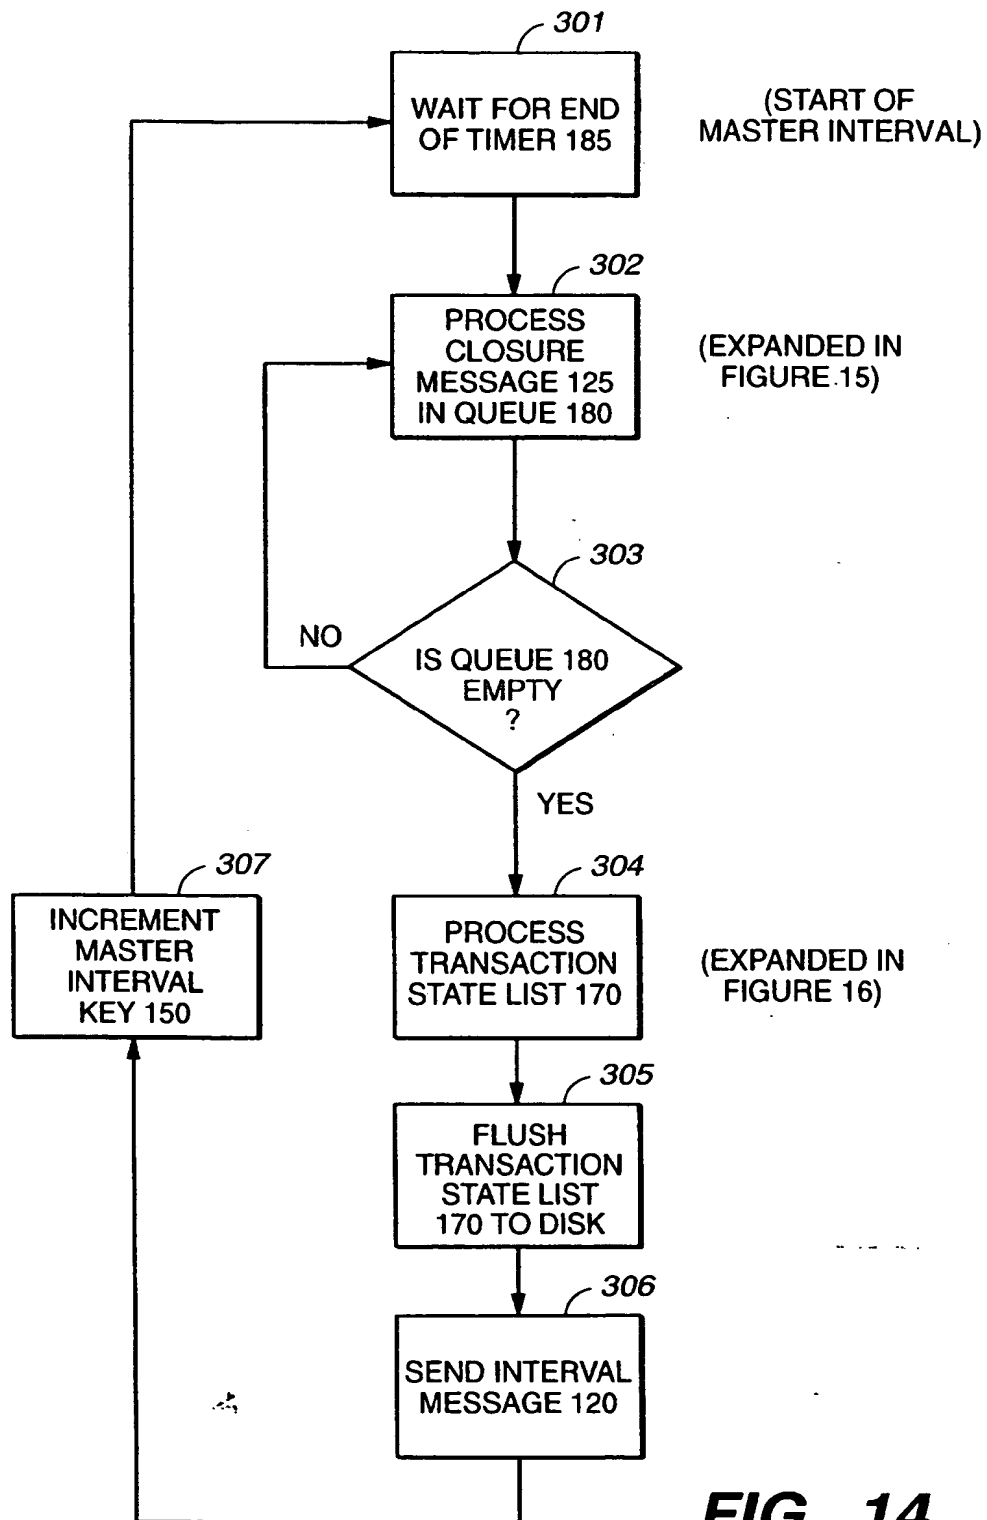 301
WAIT FOR END
OF TIMER 185
(START OF
MASTER INTERVAL)
302
PROCESS
CLOSURE
MESSAGE 125
IN QUEUE 180
(EXPANDED IN
FIGURE 15)
303
NO
IS QUEUE 180
EMPTY
?
YES
307
INCREMENT
MASTER
INTERVAL
KEY 150
304
PROCESS
TRANSACTION
STATE LIST 170
(EXPANDED IN
FIGURE 16)
305
FLUSH
TRANSACTION
STATE LIST
170 TO DISK
306
SEND INTERVAL
MESSAGE 120
FIG. 14